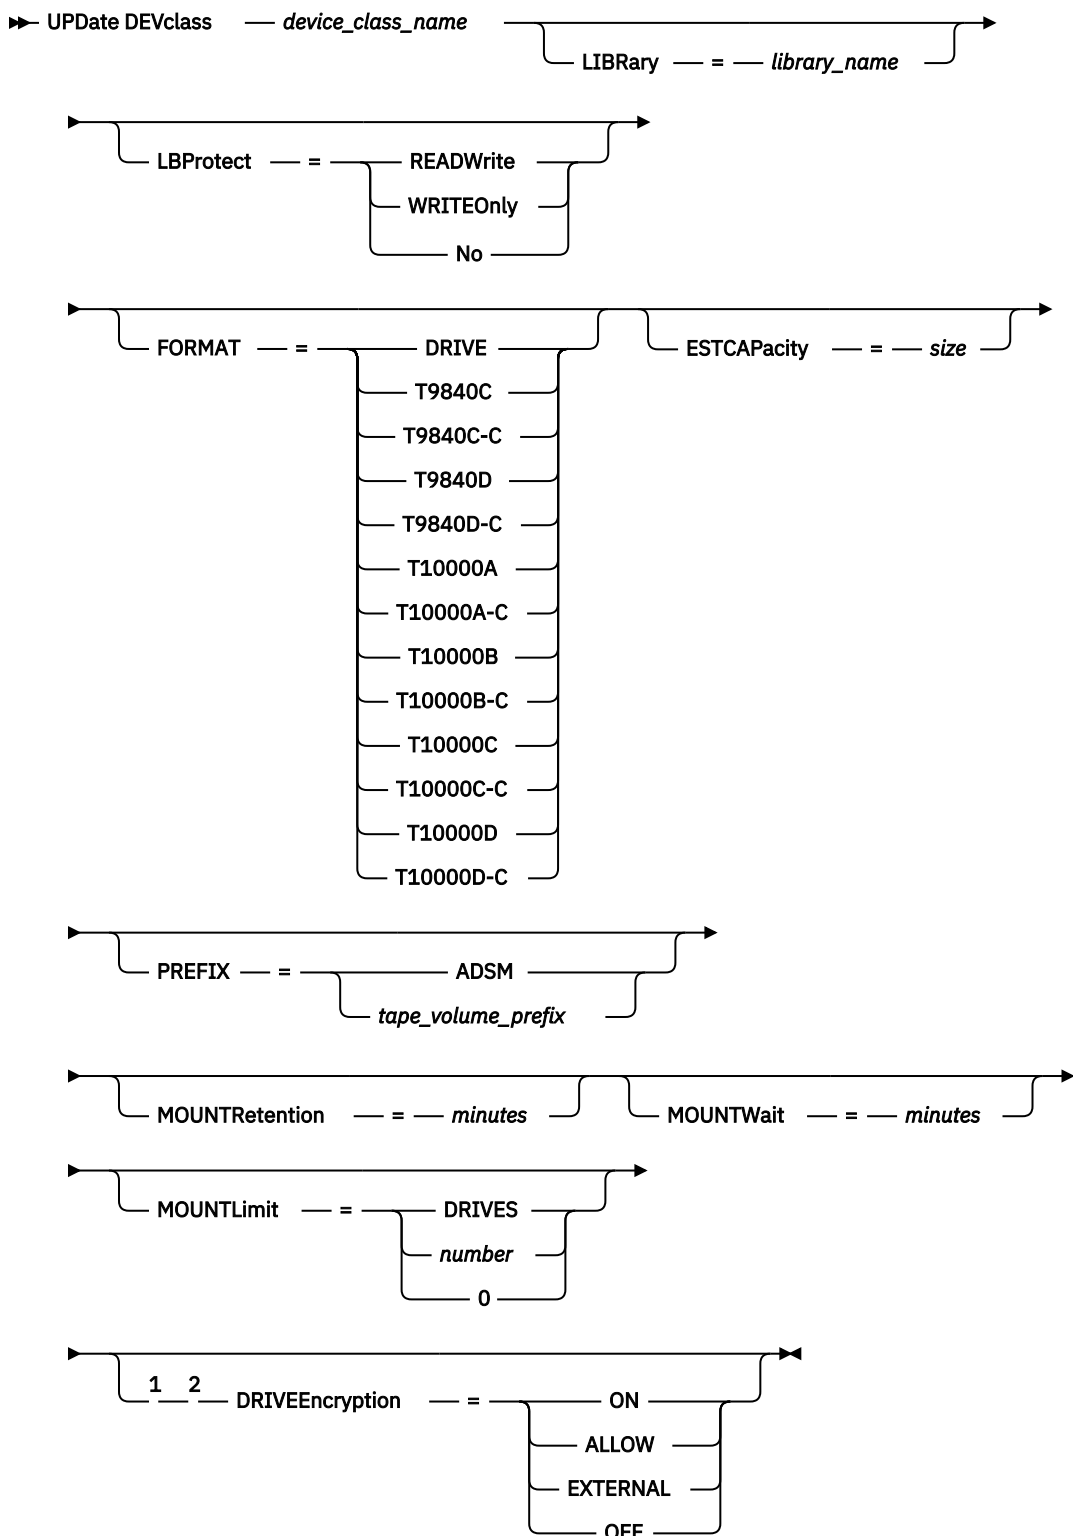 UPDate DEVclass device_class_name
LIBRary = library_name
LBProtect = READWrite
WRITEOnly
No
FORMAT = DRIVE ESTCAPacity = size
T9840C
T9840C-C
T9840D
T9840D-C
T10000A
T10000A-C
T10000B
T10000B-C
T10000C
T10000C-C
T10000D
T10000D-C
PREFIX = ADSM
tape_volume_prefix
MOUNTRetention = minutes MOUNTWait = minutes
MOUNTLimit = DRIVES
number
0
1 2 DRIVEEncryption = ON
ALLOW
EXTERNAL
OFF